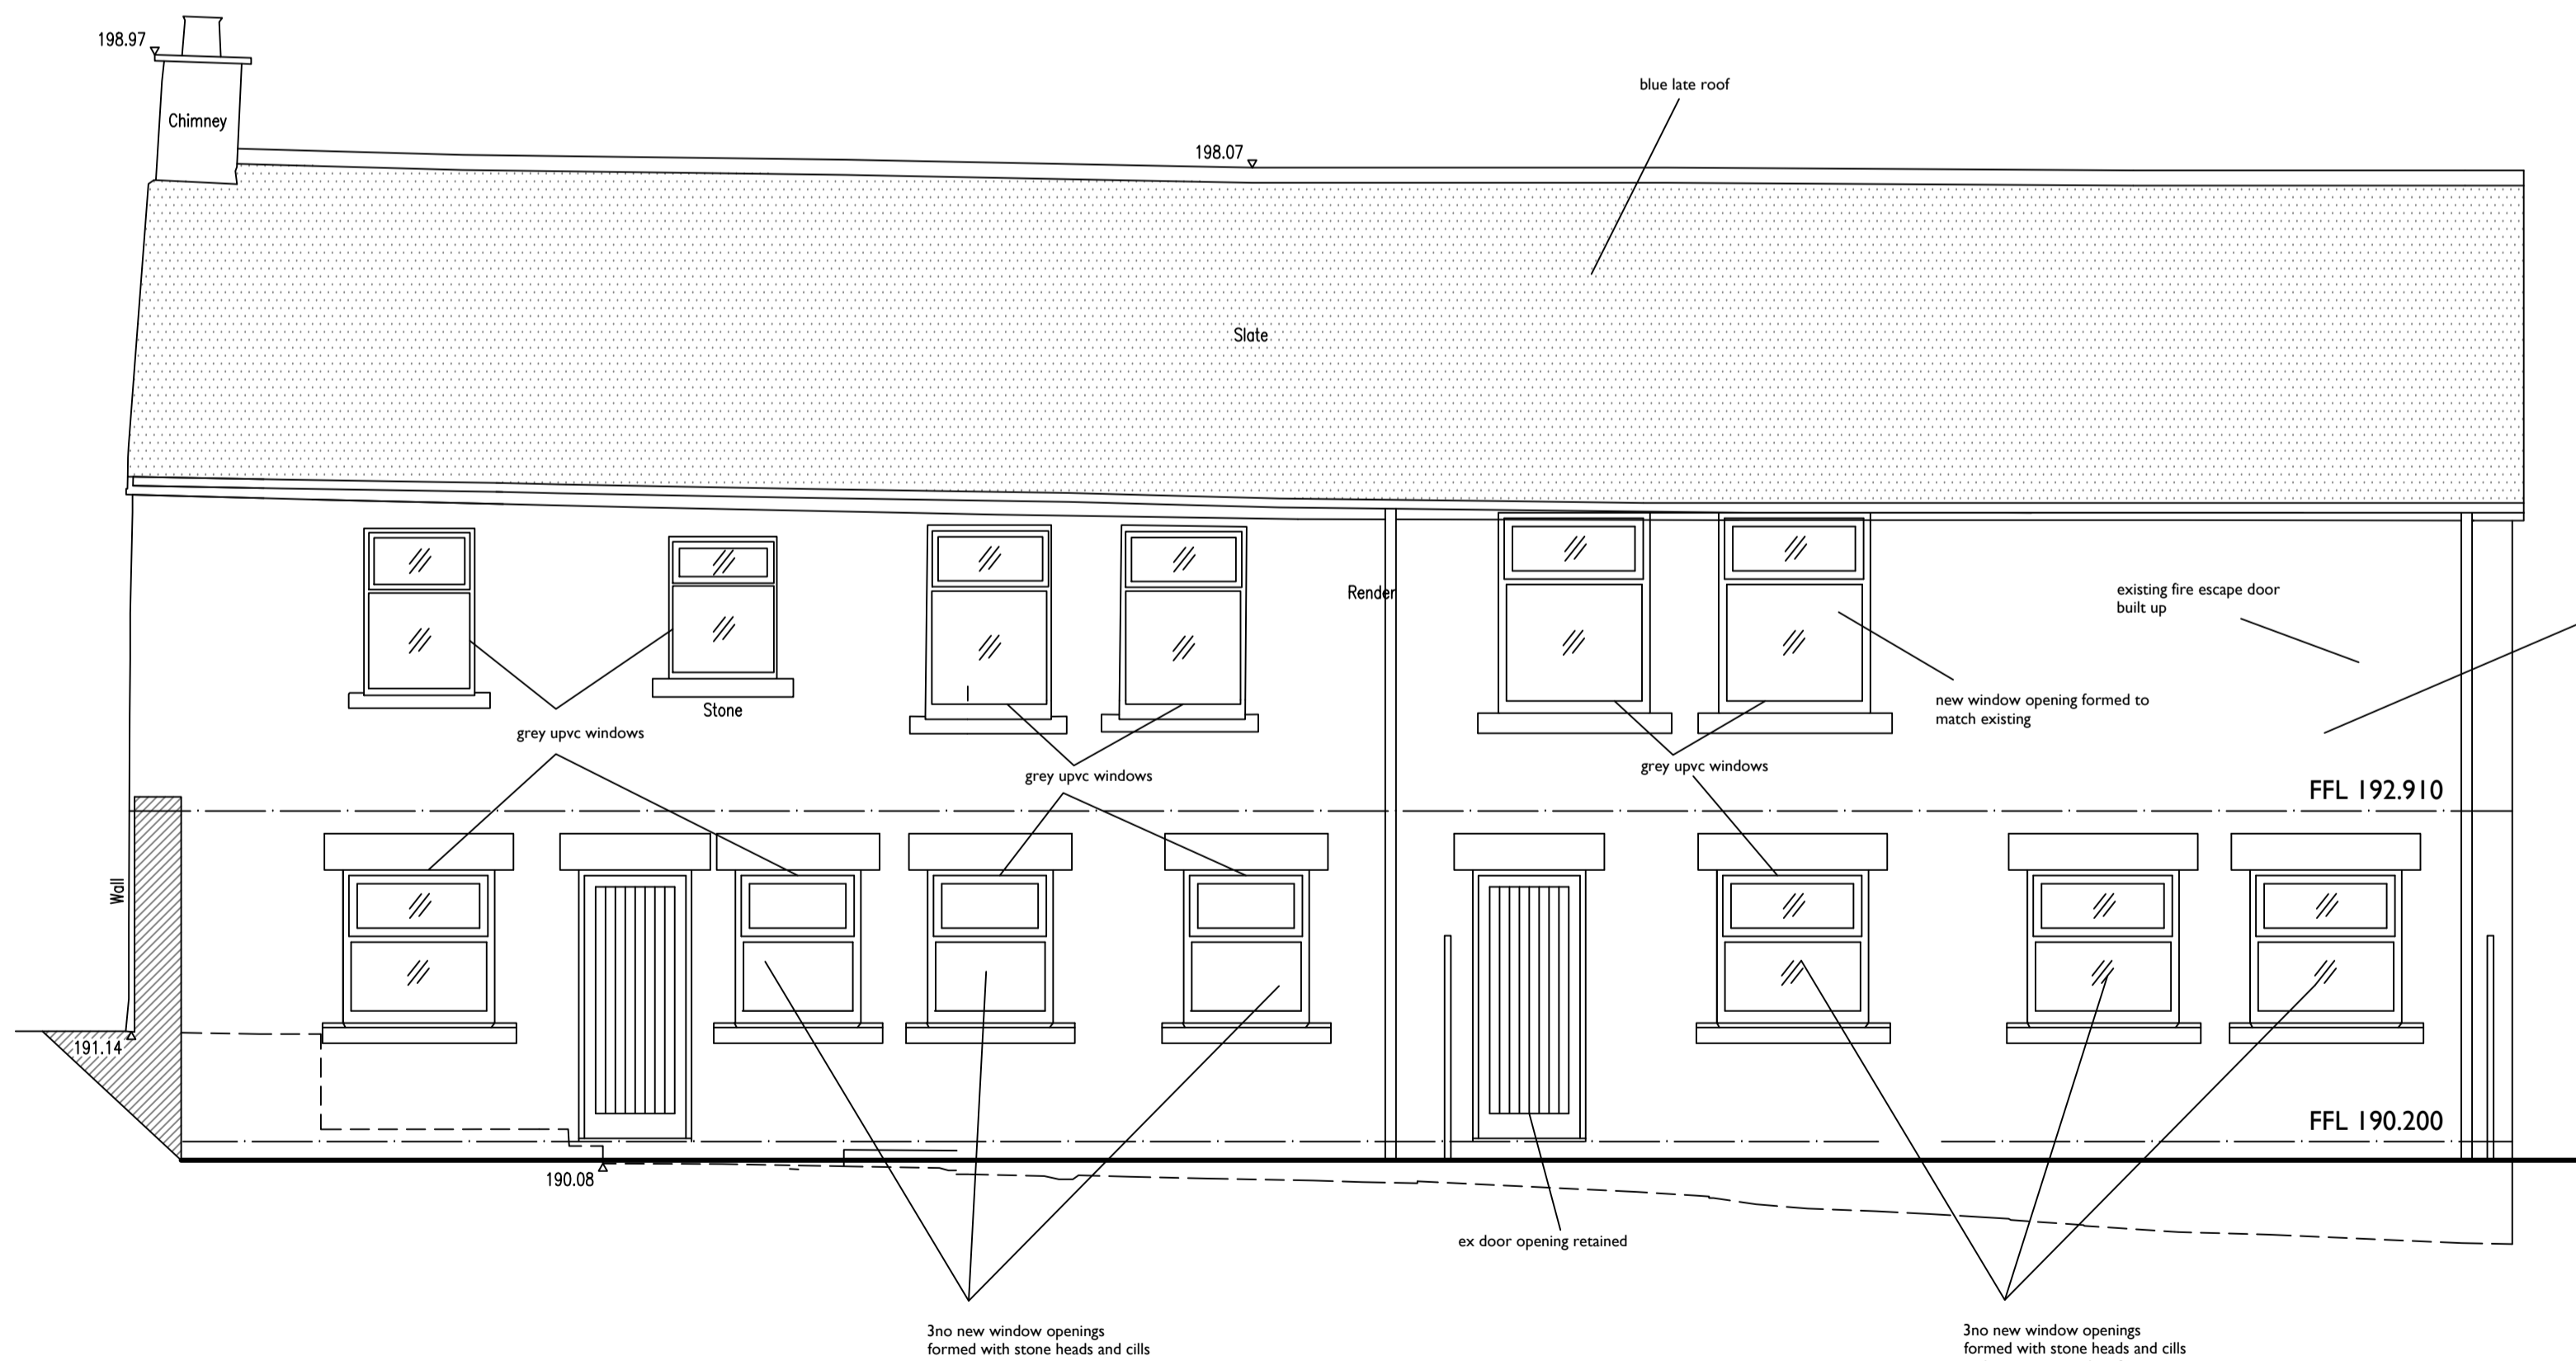 198.97
blue late roof
Chimney
198.07
Slate
Render
existing fire escape door
built up
new window opening formed to
match existing
Stone
grey upvc windows
grey upvc windows
grey upvc windows
FFL 192.910
Wall
191.14
FFL 190.200
190.08
ex door opening retained
3no new window openings
formed with stone heads and cills
3no new window openings
formed with stone heads and cills